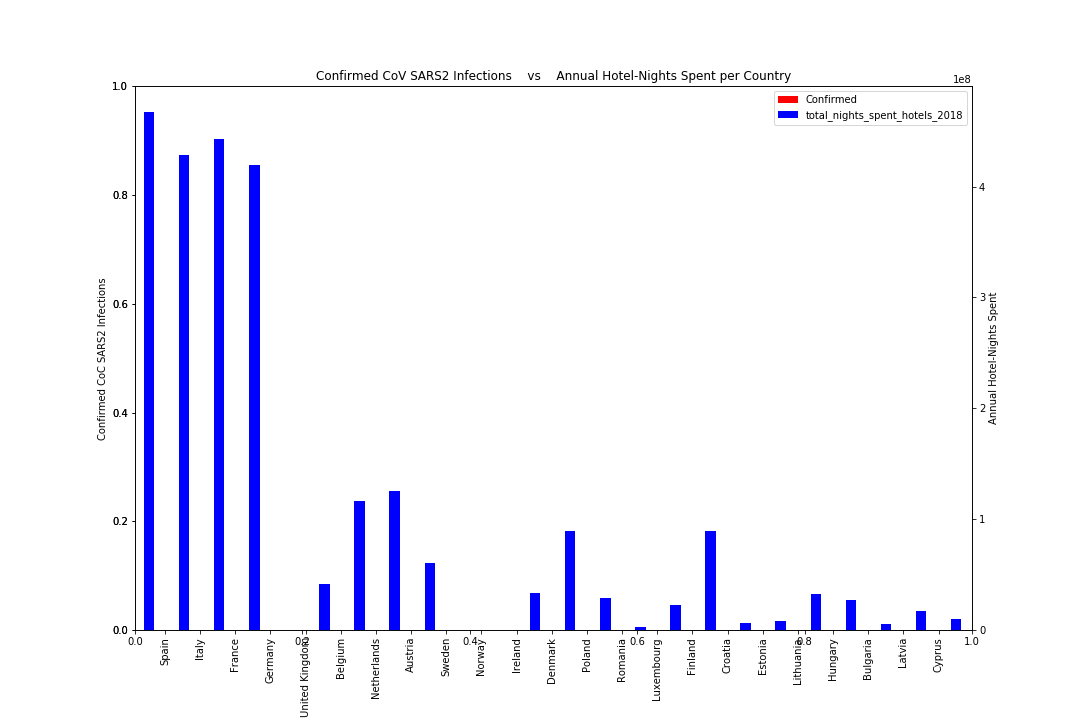 Confirmed CoV SARS2 Infections vs Annual Hotel-Nights Spent per Country
1e8
Confirmed
total_nights_spent_hotels_2018
1.0
0.8
0.6
0.4
0.2
0.0
Confirmed CoC SARS2 Infections
4
3
2
1
0
Annual Hotel-Nights Spent
0.0
0.2
0.4
0.6
0.8
1.0
Spain
Italy
France
Germany
United Kingdom
Belgium
Netherlands
Austria
Sweden
Norway
Ireland
Denmark
Poland
Romania
Luxembourg
Finland
Croatia
Estonia
Lithuania
Hungary
Bulgaria
Latvia
Cyprus